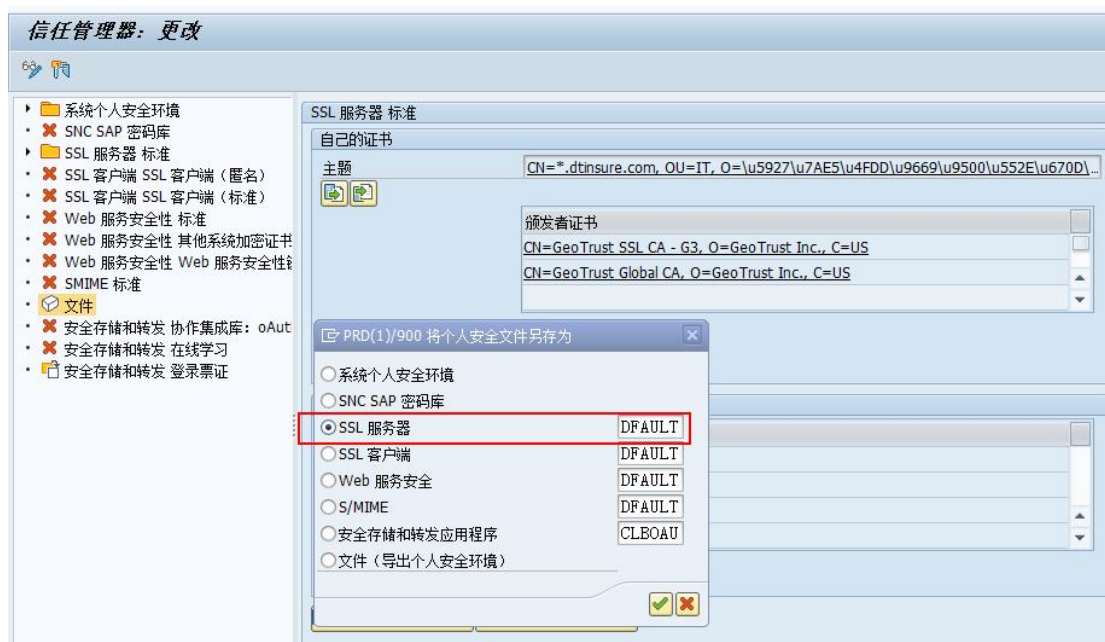 信任管理器：更改
系统个人安全环境
SNC SAP 密码库
SSL 服务器 标准
SSL 客户端 SSL 客户端（匿名）
SSL 客户端 SSL 客户端（标准）
Web 服务安全性 标准
Web 服务安全性 其他系统加密证书
Web 服务安全性 Web 服务安全性
SMIME 标准
文件
安全存储和转发 协作集成库：oAut
安全存储和转发 在线学习
安全存储和转发 登录票证
SSL 服务器 标准
自己的证书
主题 CN=*.dtinsure.com, OU=IT, O=\u5927\u7AE5\u4FDD\u9669\u9500\u552E\u670D\...
颁发者证书
CN=GeoTrust SSL CA - G3, O=GeoTrust Inc., C=US
CN=GeoTrust Global CA, O=GeoTrust Inc., C=US
PRD(1)/900 将个人安全文件另存为
系统个人安全环境
SNC SAP 密码库
SSL 服务器 DFAULT
SSL 客户端 DFAULT
Web 服务安全 DFAULT
S/MIME DFAULT
安全存储和转发应用程序 CLBOAU
文件（导出个人安全环境）